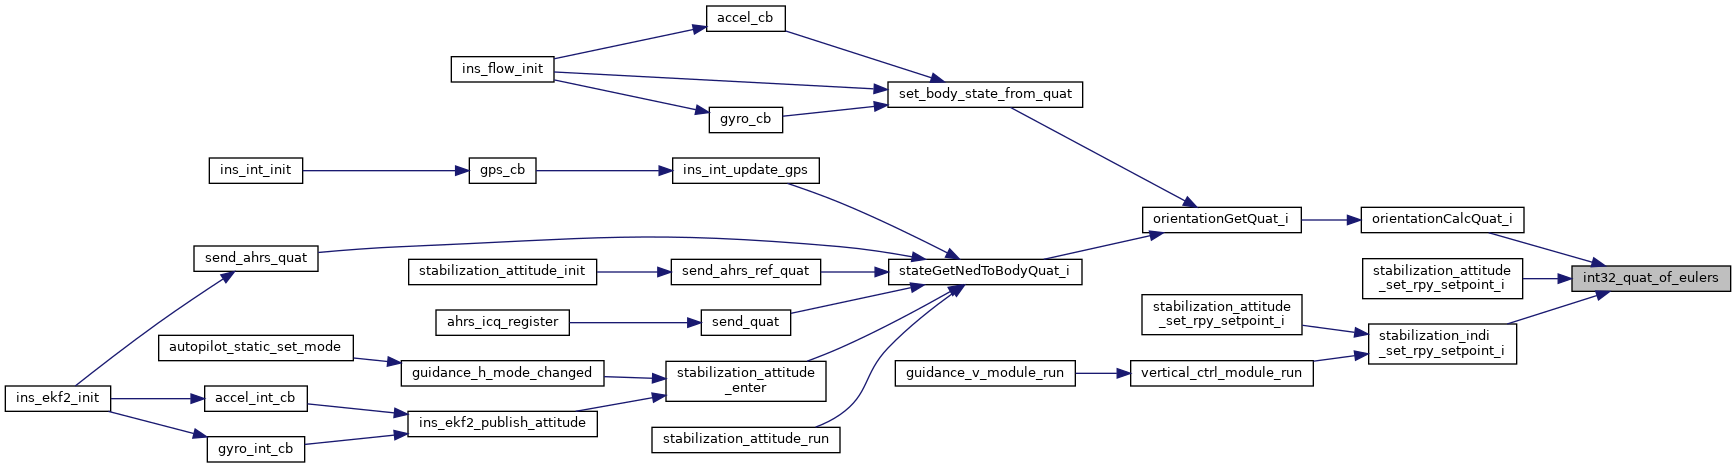 accel_cb
ins_flow_init
set_body_state_from_quat
gyro_cb
ins_int_init
gps_cb
ins_int_update_gps
orientationGetQuat_i
orientationCalcQuat_i
send_ahrs_quat
stabilization_attitude_init
send_ahrs_ref_quat
stateGetNedToBodyQuat_i
stabilization_attitude
_set_rpy_setpoint_i
int32_quat_of_eulers
ahrs_icq_register
send_quat
stabilization_attitude
_set_rpy_setpoint_i
stabilization_indi
_set_rpy_setpoint_i
autopilot_static_set_mode
guidance_h_mode_changed
stabilization_attitude
_enter
guidance_v_module_run
vertical_ctrl_module_run
ins_ekf2_init
accel_int_cb
ins_ekf2_publish_attitude
gyro_int_cb
stabilization_attitude_run